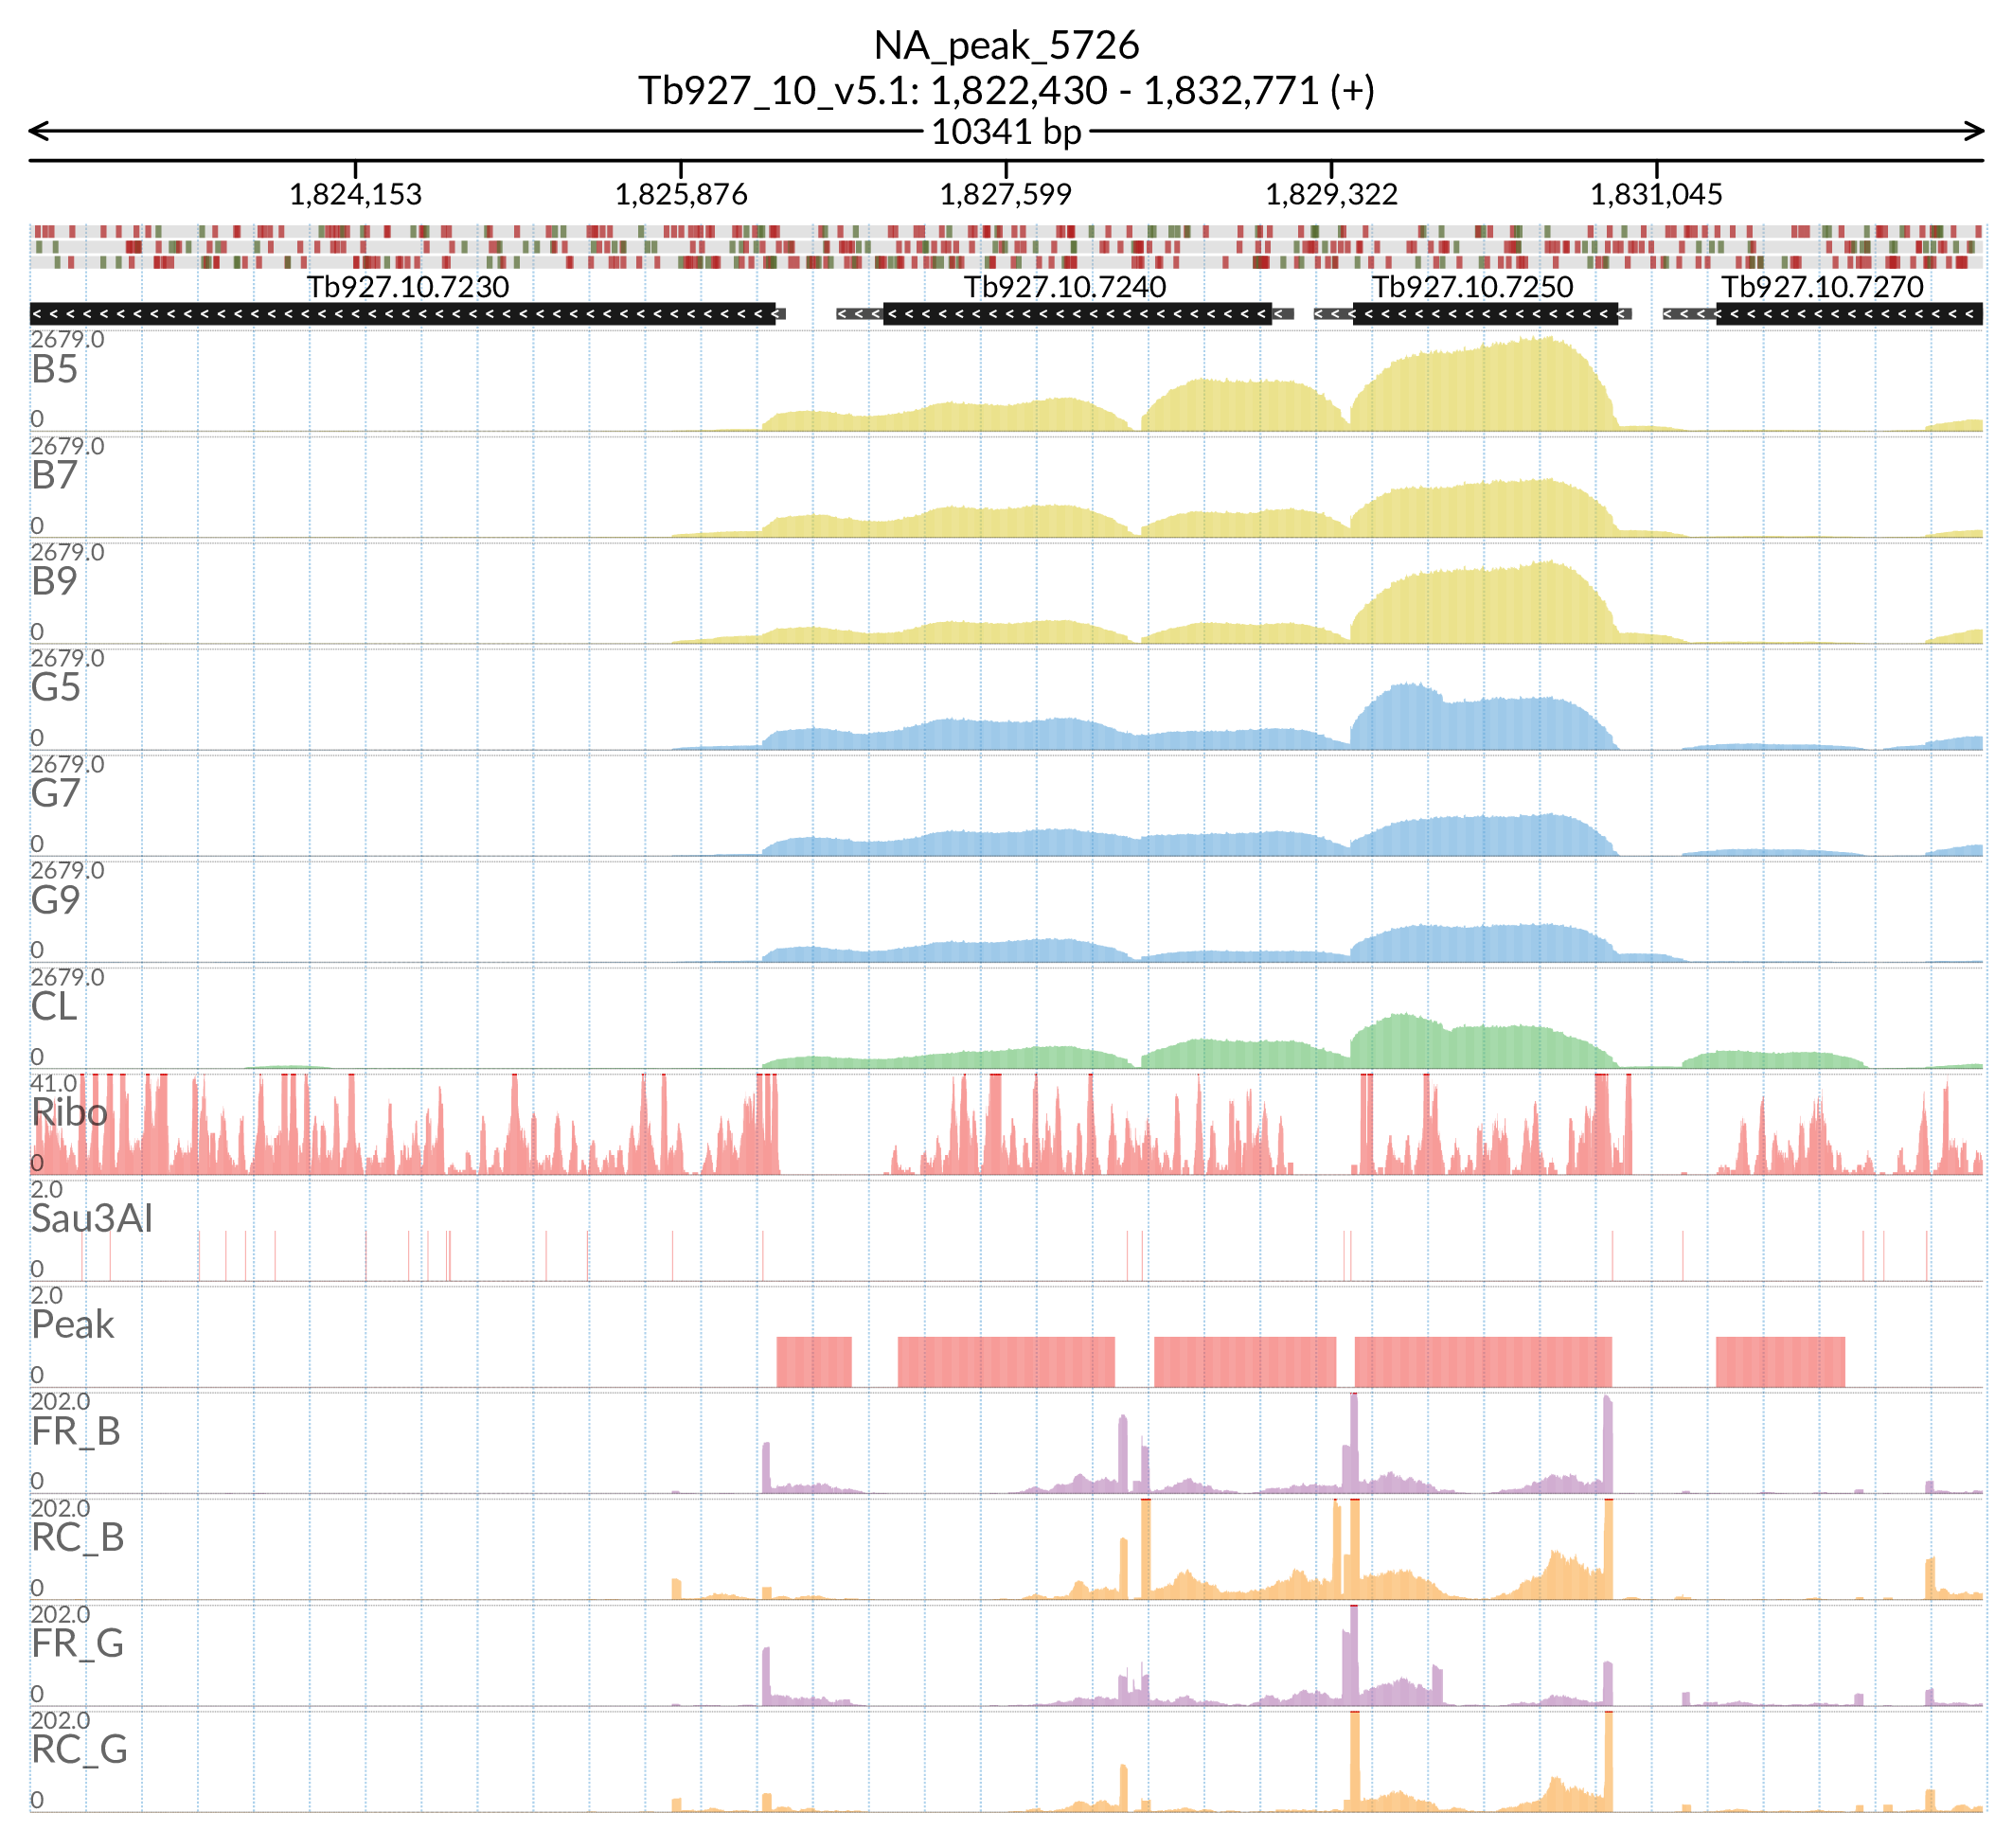 NA_peak_5726
Tb927_10_v5.1: 1,822,430 - 1,832,771 (+)
10341 bp
1,824,153 1,825,876 1,827,599 1,829,322 1,831,045
Tb927.10.7230 Tb927.10.7240 Tb927.10.7250 Tb927.10.7270
2679.0
B5
0
2679.0
B7
0
2679.0
B9
0
2679.0
G5
0
2679.0
G7
0
2679.0
G9
0
2679.0
CL
0
41.0
Ribo
0
2.0
Sau3AI
0
2.0
Peak
0
202.0
FR_B
0
202.0
RC_B
0
202.0
FR_G
0
202.0
RC_G
0